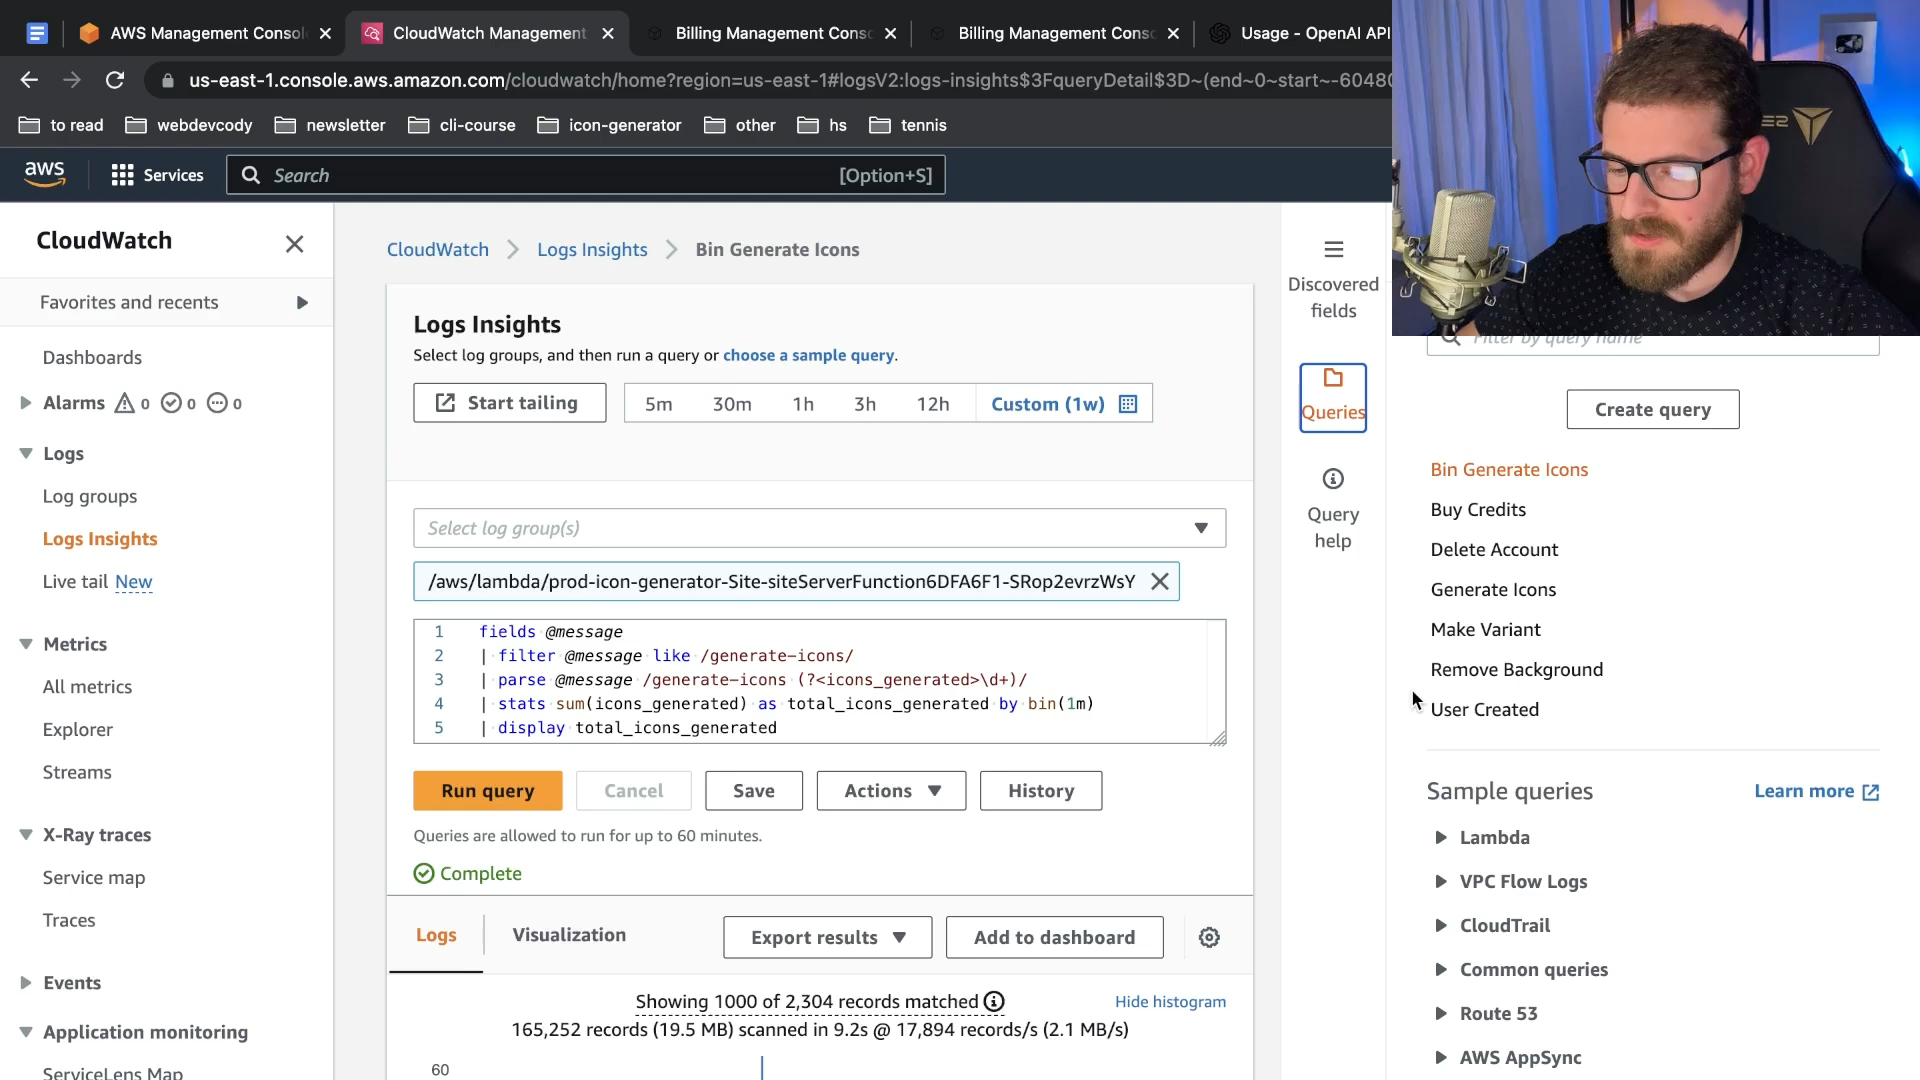 AWS Management Consol
CloudWatch Management
Billing Management Consc
Billing Management Consc
Usage - OpenAI API
us-east-1.console.aws.amazon.com/cloudwatch/home?region=us-east-1#logsV2:logs-insights$3FqueryDetail$3D~(end~0~start~-6048
to read
webdevcody
newsletter
cli-course
icon-generator
other
hs
tennis
aws
Services
Search
[Option+S]
CloudWatch
Favorites and recents
Dashboards
Alarms 0 0 0
Logs
Log groups
Logs Insights
Live tail New
Metrics
All metrics
Explorer
Streams
X-Ray traces
Service map
Traces
Events
Application monitoring
ServiceLens Map
CloudWatch > Logs Insights > Bin Generate Icons
Logs Insights
Select log groups, and then run a query or choose a sample query.
Start tailing
5m
30m
1h
3h
12h
Custom (1w)
Select log group(s)
/aws/lambda/prod-icon-generator-Site-siteServerFunction6DFA6F1-SRop2evrzWsY
1 fields @message
2 | filter @message like /generate-icons/
3 | parse @message /generate-icons (?<icons_generated>\d+)/
4 | stats sum(icons_generated) as total_icons_generated by bin(1m)
5 | display total_icons_generated
Run query
Cancel
Save
Actions
History
Queries are allowed to run for up to 60 minutes.
Complete
Logs
Visualization
Export results
Add to dashboard
Showing 1000 of 2,304 records matched
Hide histogram
165,252 records (19.5 MB) scanned in 9.2s @ 17,894 records/s (2.1 MB/s)
60
Discovered
fields
Queries
Query
help
Filter by query name
Create query
Bin Generate Icons
Buy Credits
Delete Account
Generate Icons
Make Variant
Remove Background
User Created
Sample queries
Learn more
Lambda
VPC Flow Logs
CloudTrail
Common queries
Route 53
AWS AppSync